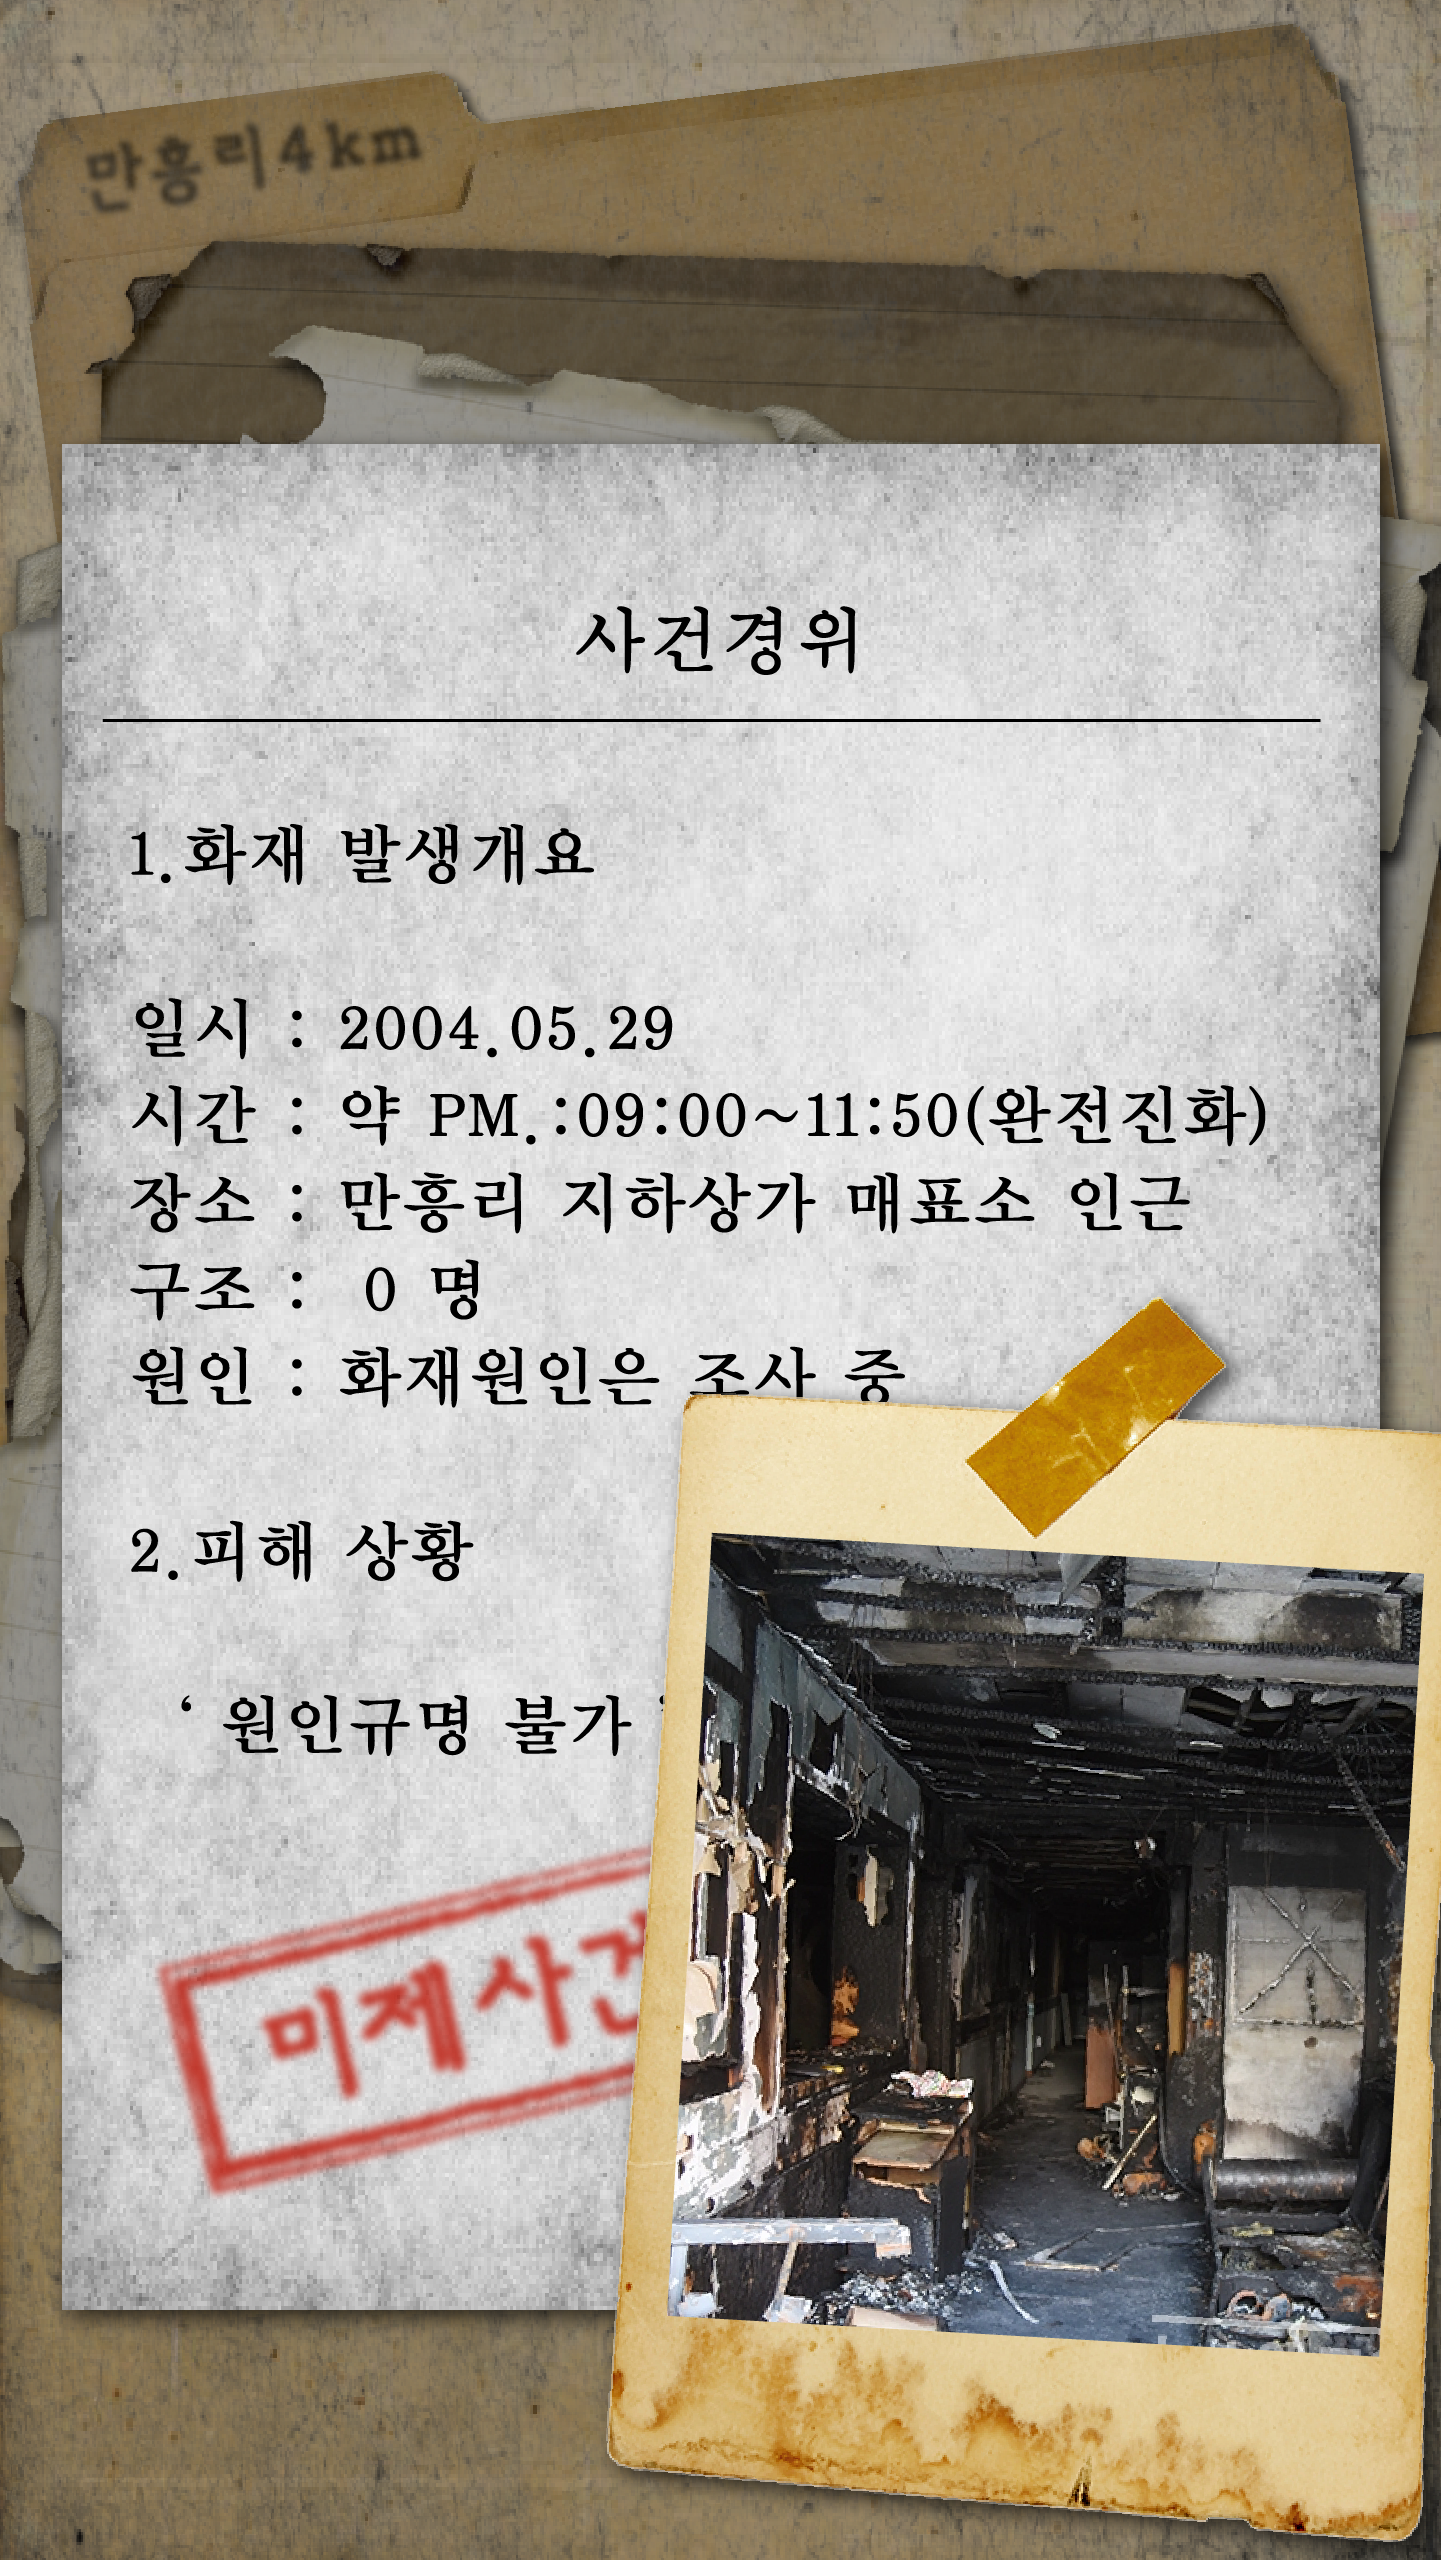 만흥리4km
사건경위
1.화재 발생개요
일시 : 2004.05.29
시간 : 약 PM.:09:00~11:50(완전진화)
장소 : 만흥리 지하상가 매표소 인근
구조 : 0 명
원인 : 화재원인은 조사 중
2.피해 상황
‘ 원인규명 불가 ’
미제사건